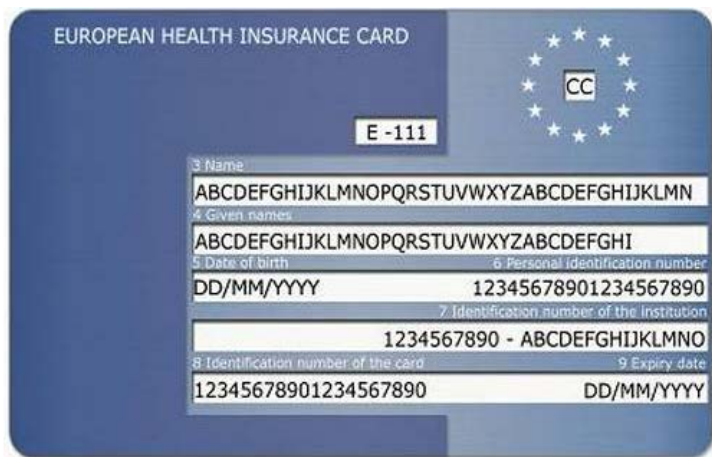 EUROPEAN HEALTH INSURANCE CARD
CC
E -111
3 Name
ABCDEFGHIJKLMNOPQRSTUVWXYZABCDEFGHIJKLMN
4 Given names
ABCDEFGHIJKLMNOPQRSTUVWXYZABCDEFGHI
5 Date of birth 6 Personal identification number
DD/MM/YYYY 12345678901234567890
7 Identification number of the institution
1234567890 - ABCDEFGHIJKLMNO
8 Identification number of the card 9 Expiry date
12345678901234567890 DD/MM/YYYY